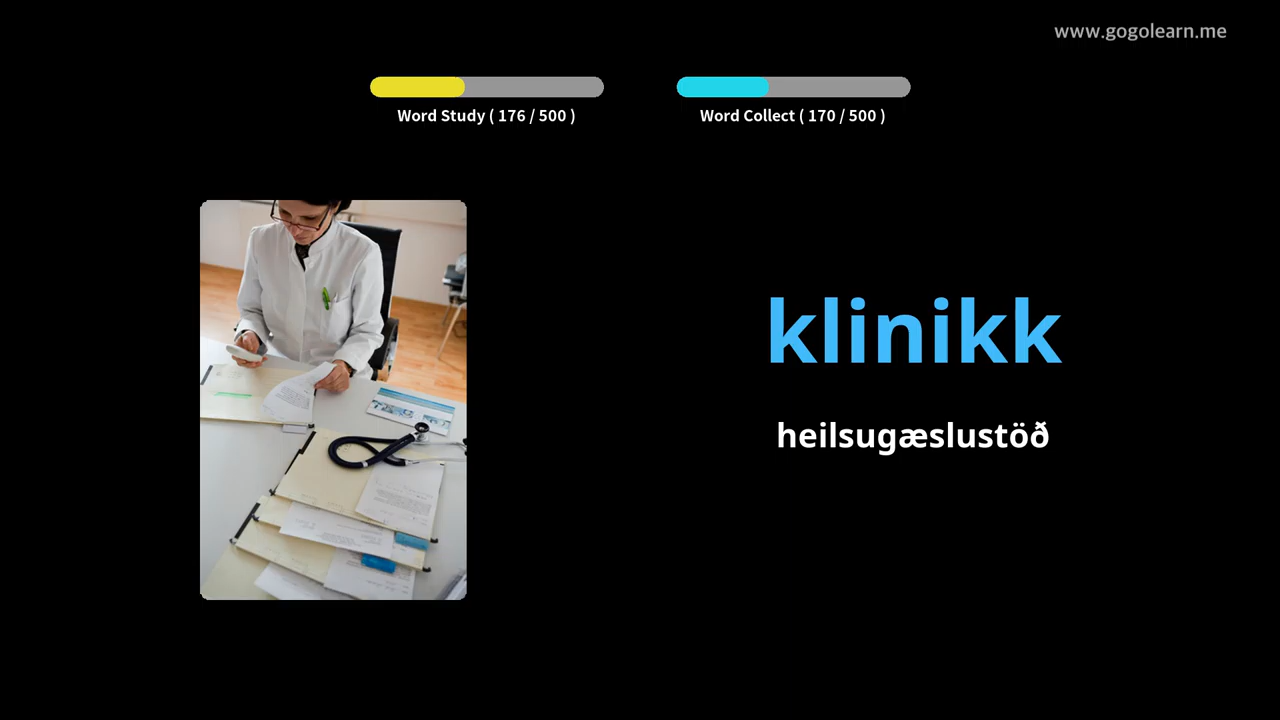 www.gogolearn.me
Word Study ( 176 / 500 )
Word Collect ( 170 / 500 )
klinikk
heilsugæslustöð